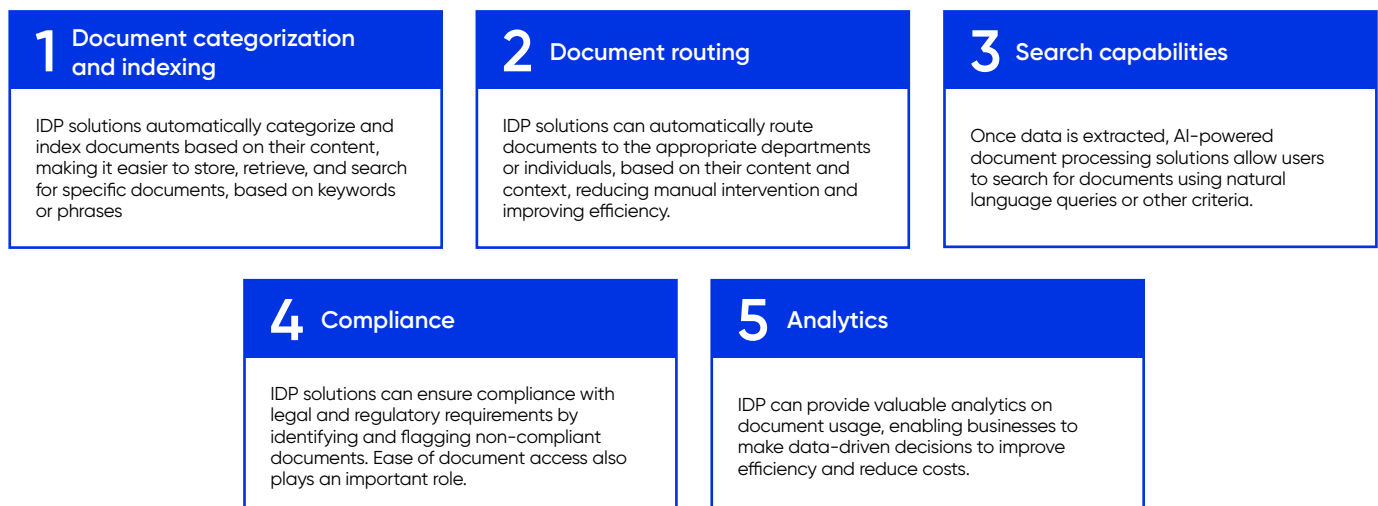 1 Document categorization
and indexing
IDP solutions automatically categorize and
index documents based on their content,
making it easier to store, retrieve, and search
for specific documents, based on keywords
or phrases
2 Document routing
IDP solutions can automatically route
documents to the appropriate departments
or individuals, based on their content and
context, reducing manual intervention and
improving efficiency.
3 Search capabilities
Once data is extracted, AI-powered
document processing solutions allow users
to search for documents using natural
language queries or other criteria.
4 Compliance
IDP solutions can ensure compliance with
legal and regulatory requirements by
identifying and flagging non-compliant
documents. Ease of document access also
plays an important role.
5 Analytics
IDP can provide valuable analytics on
document usage, enabling businesses to
make data-driven decisions to improve
efficiency and reduce costs.